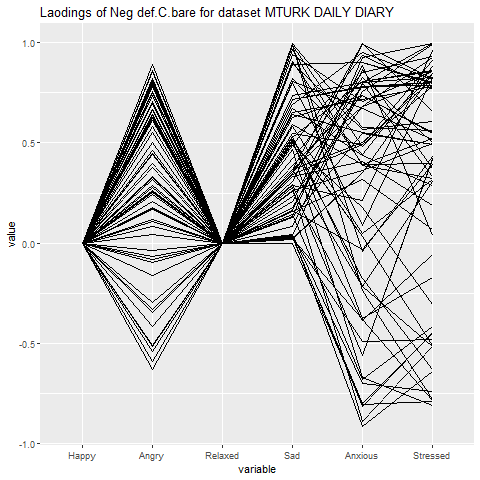 Laodings of Neg def.C.bare for dataset MTURK DAILY DIARY
1.0
0.5
0.0
-0.5
-1.0
value
Happy Angry Relaxed Sad Anxious Stressed
variable